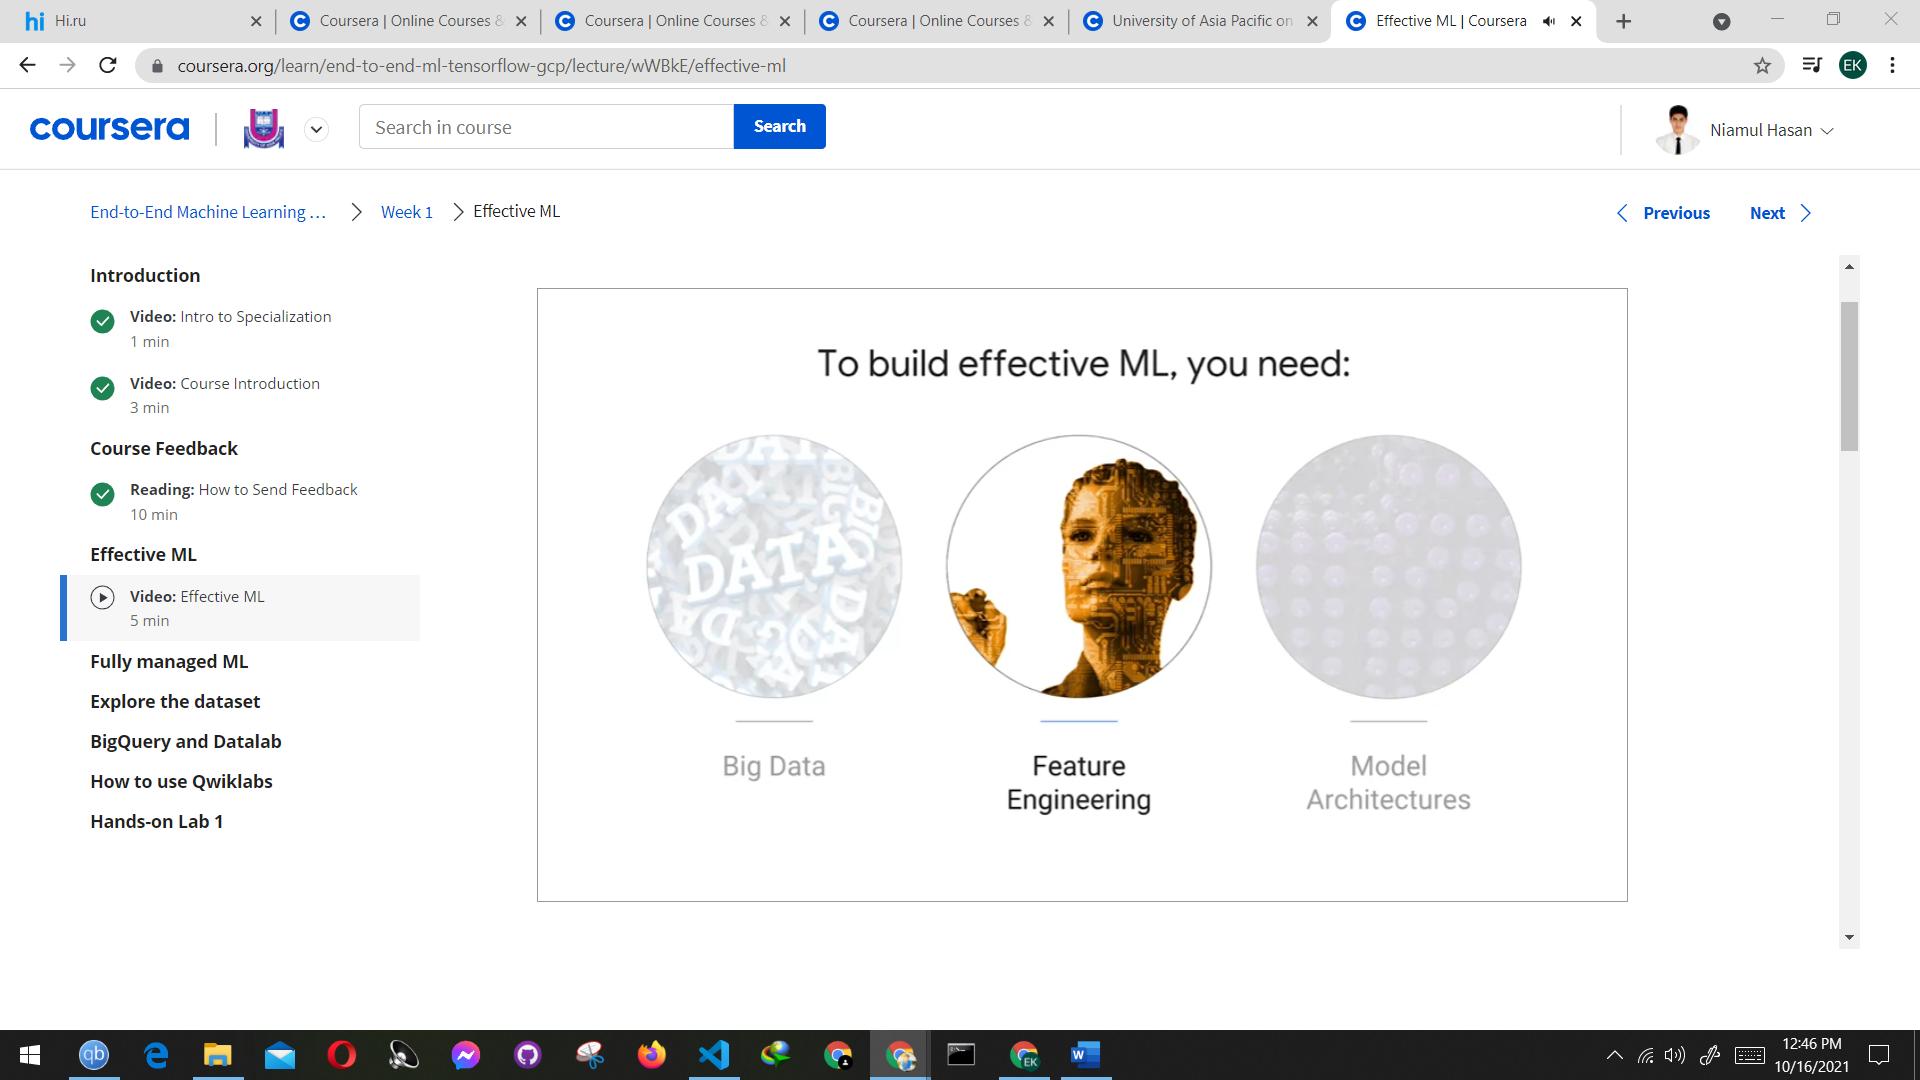 Hi.ru
Coursera | Online Courses &
Coursera | Online Courses &
Coursera | Online Courses &
University of Asia Pacific on
Effective ML | Coursera
coursera.org/learn/end-to-end-ml-tensorflow-gcp/lecture/wWBkE/effective-ml
EK
coursera
Search in course
Search
Niamul Hasan
End-to-End Machine Learning …
Week 1
Effective ML
Previous
Next
Introduction
Video: Intro to Specialization
1 min
Video: Course Introduction
3 min
Course Feedback
Reading: How to Send Feedback
10 min
Effective ML
Video: Effective ML
5 min
Fully managed ML
Explore the dataset
BigQuery and Datalab
How to use Qwiklabs
Hands-on Lab 1
To build effective ML, you need:
DATA
Big Data
Feature
Engineering
Model
Architectures
qb
EK
12:46 PM
10/16/2021